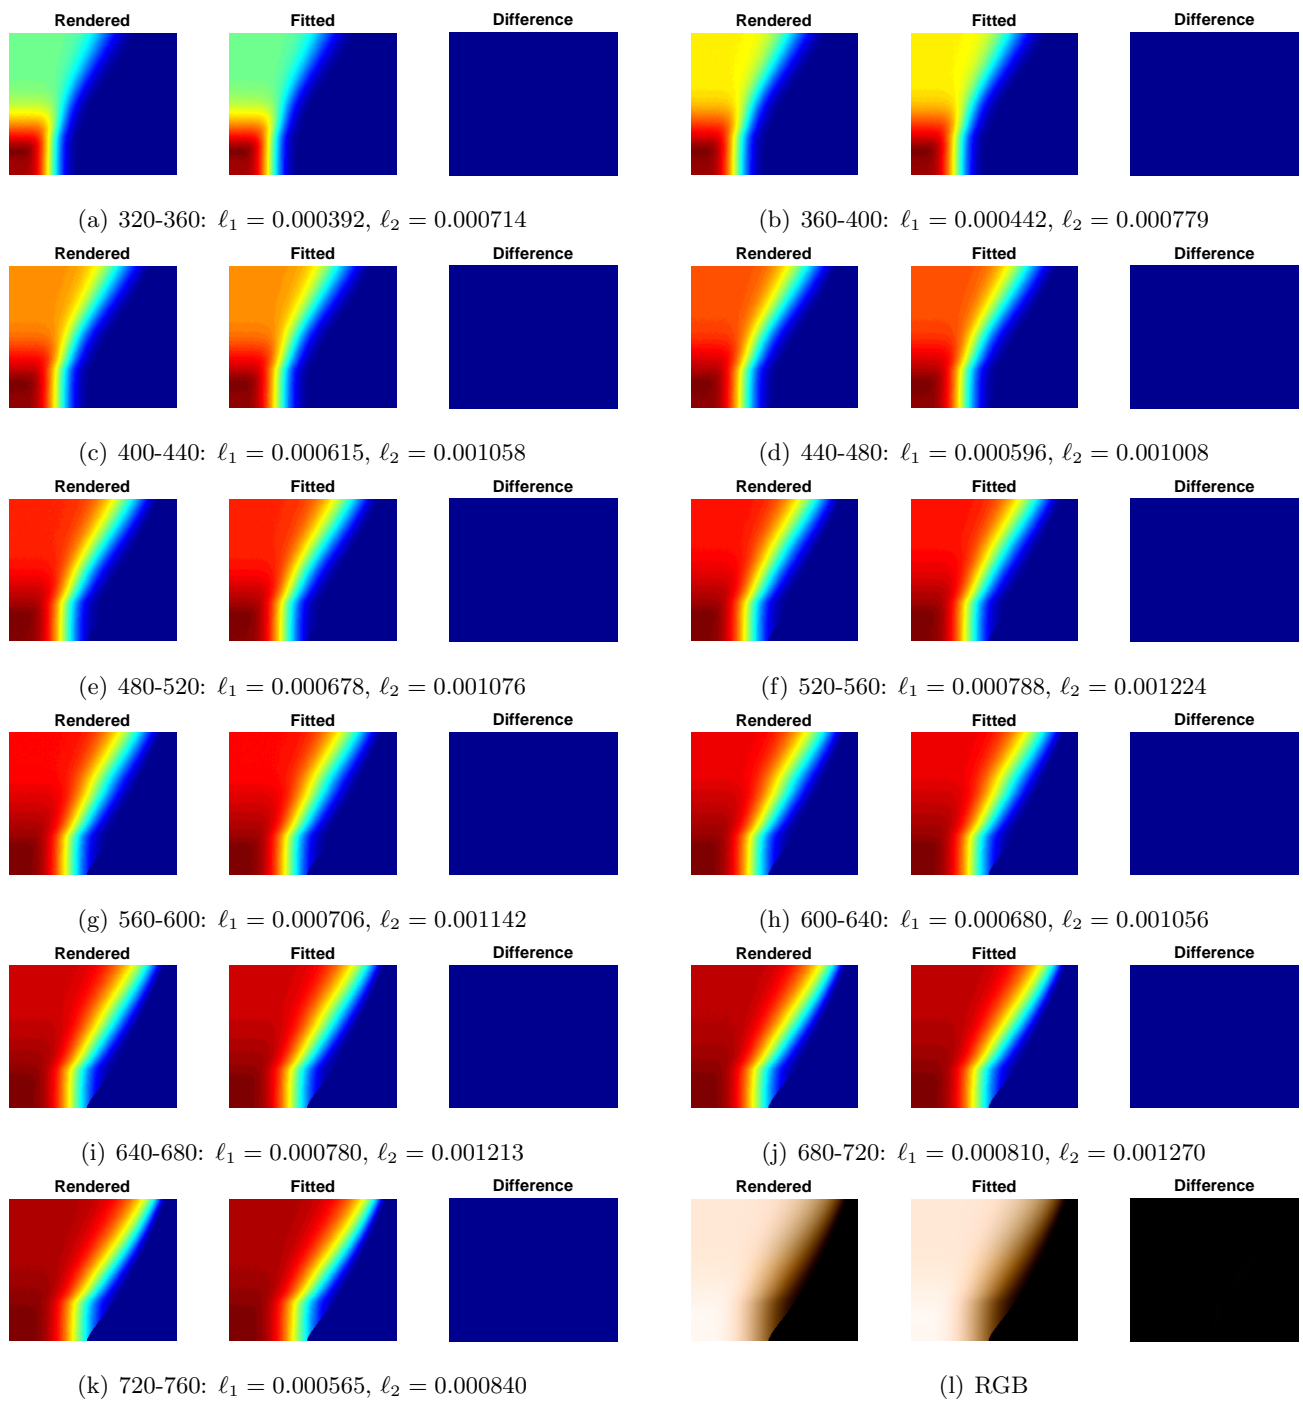 Rendered Fitted Difference Rendered Fitted Difference
(a) 320-360: ℓ1 = 0.000392, ℓ2 = 0.000714 (b) 360-400: ℓ1 = 0.000442, ℓ2 = 0.000779
Rendered Fitted Difference Rendered Fitted Difference
(c) 400-440: ℓ1 = 0.000615, ℓ2 = 0.001058 (d) 440-480: ℓ1 = 0.000596, ℓ2 = 0.001008
Rendered Fitted Difference Rendered Fitted Difference
(e) 480-520: ℓ1 = 0.000678, ℓ2 = 0.001076 (f) 520-560: ℓ1 = 0.000788, ℓ2 = 0.001224
Rendered Fitted Difference Rendered Fitted Difference
(g) 560-600: ℓ1 = 0.000706, ℓ2 = 0.001142 (h) 600-640: ℓ1 = 0.000680, ℓ2 = 0.001056
Rendered Fitted Difference Rendered Fitted Difference
(i) 640-680: ℓ1 = 0.000780, ℓ2 = 0.001213 (j) 680-720: ℓ1 = 0.000810, ℓ2 = 0.001270
Rendered Fitted Difference Rendered Fitted Difference
(k) 720-760: ℓ1 = 0.000565, ℓ2 = 0.000840 (l) RGB